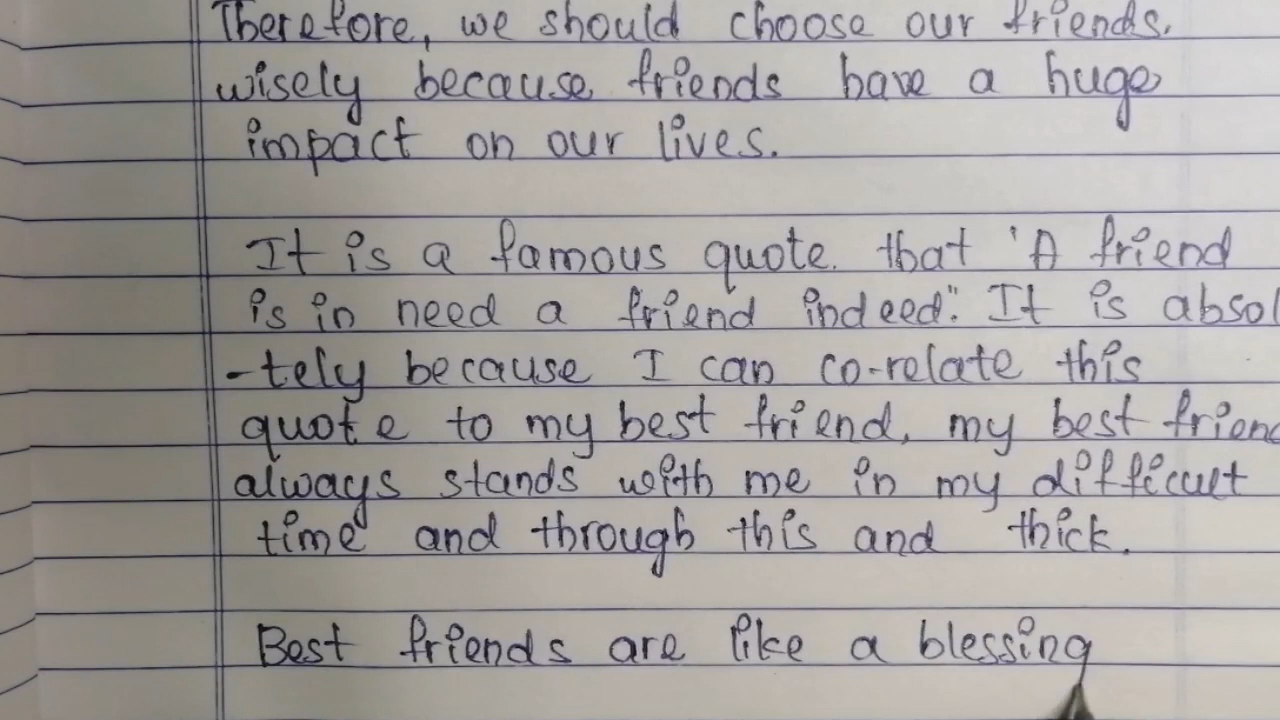 Therefore, we should choose our friends.
wisely because friends have a huge
impact on our lives.
It is a famous quote. that 'A friend
is in need a friend indeed". It is absol
-tely because I can co-relate this
quote to my best friend, my best friend
always stands with me in my difficult
time and through this and thick.
Best friends are like a blessing